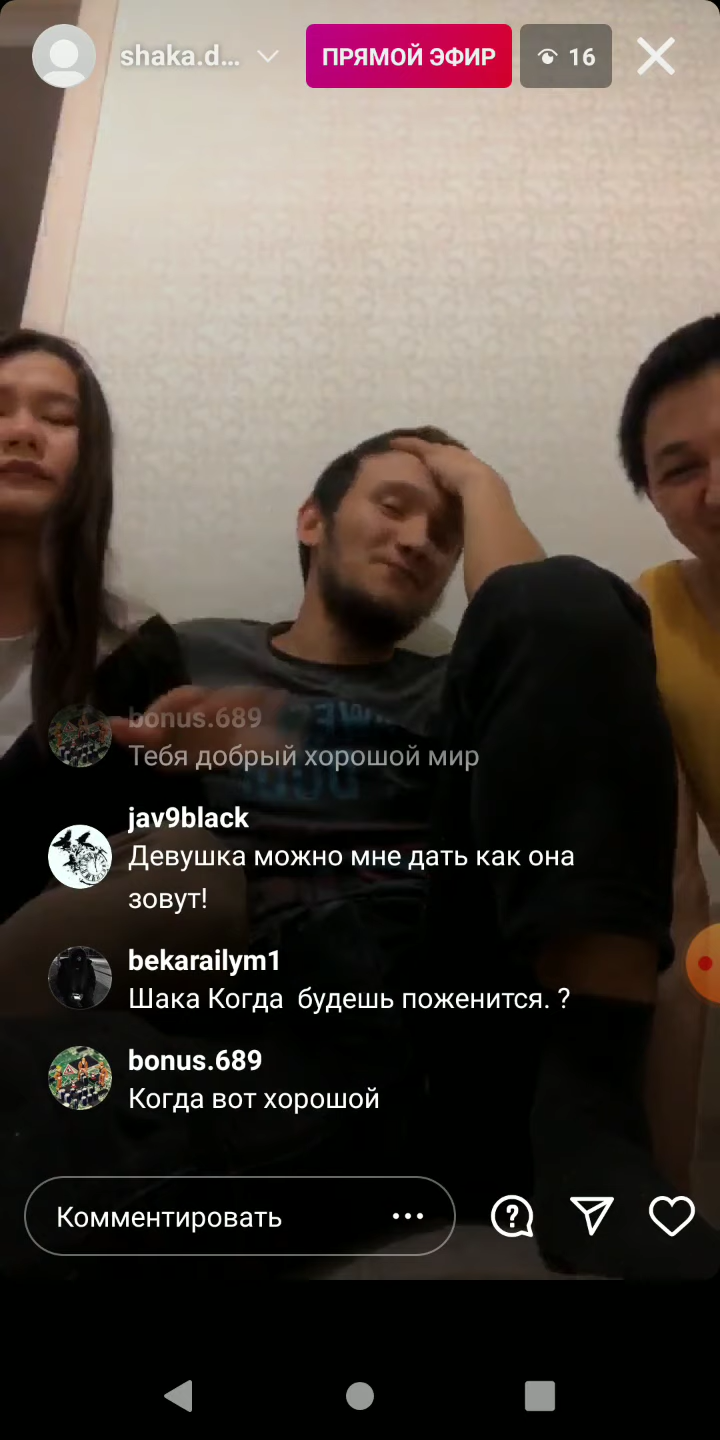 shaka.d...
ПРЯМОЙ ЭФИР
16
bonus.689
Тебя добрый хорошой мир
jav9black
Девушка можно мне дать как она
зовут!
bekarailym1
Шака Когда  будешь поженится. ?
bonus.689
Когда вот хорошой
Комментировать